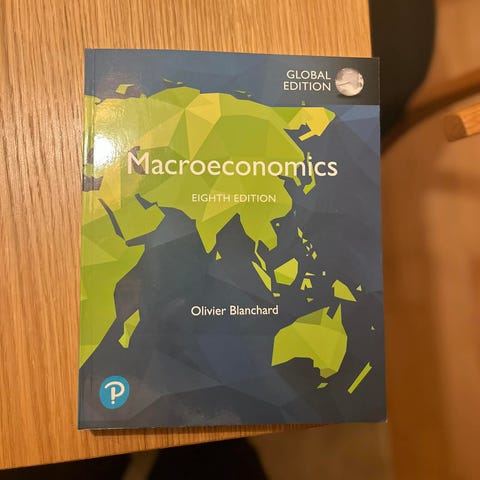 GLOBAL
EDITION
Macroeconomics
EIGHTH EDITION
Olivier Blanchard
P